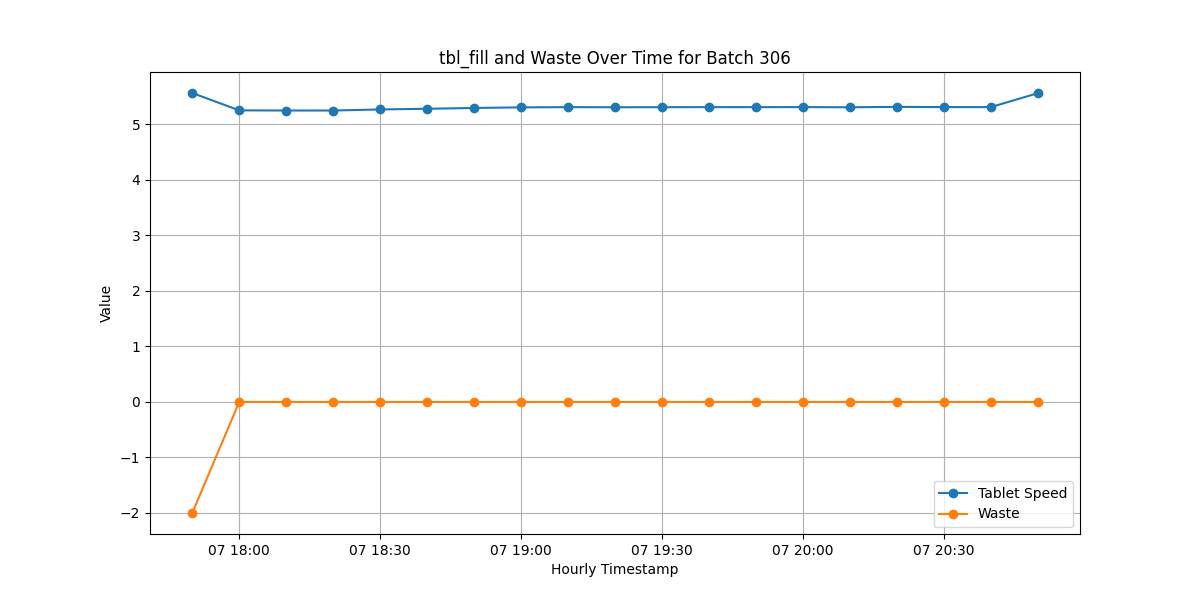 tbl_fill and Waste Over Time for Batch 306
Value
5
4
3
2
1
0
−1
−2
Tablet Speed
Waste
07 18:00 07 18:30 07 19:00 07 19:30 07 20:00 07 20:30
Hourly Timestamp